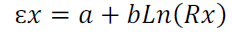 εx = a + bLn(Rx)